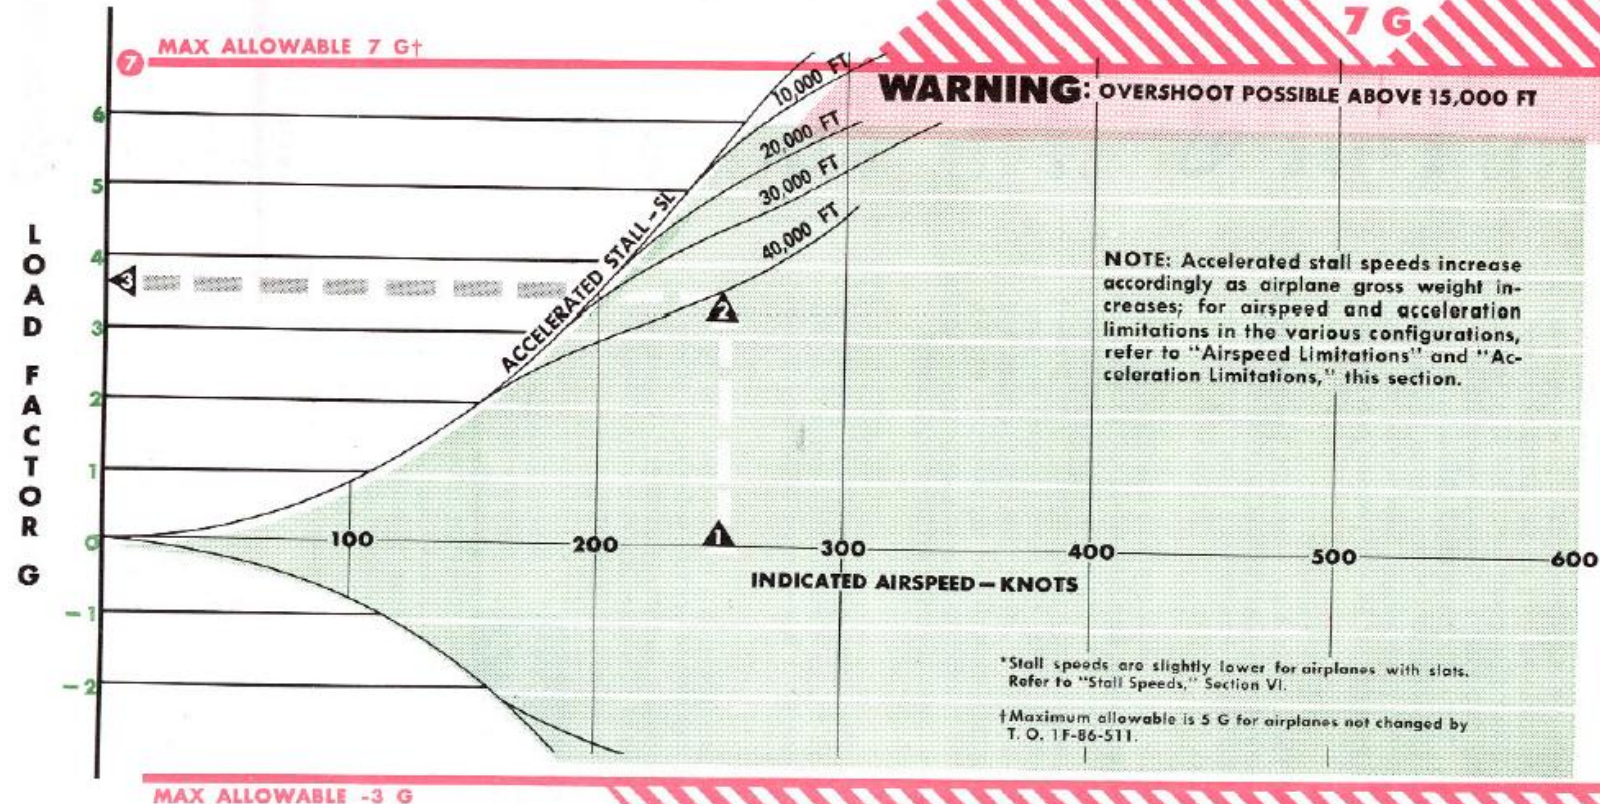 7 G
MAX ALLOWABLE 7 G†
7
WARNING: OVERSHOOT POSSIBLE ABOVE 15,000 FT
10,000 FT
20,000 FT
30,000 FT
40,000 FT
ACCELERATED STALL – SL
6
5
4
3
3
2
1
0
–1
–2
LOAD FACTOR G
2
1
NOTE: Accelerated stall speeds increase
accordingly as airplane gross weight in-
creases; for airspeed and acceleration
limitations in the various configurations,
refer to "Airspeed Limitations" and "Ac-
celeration Limitations," this section.
100
200
300
400
500
600
INDICATED AIRSPEED — KNOTS
*Stall speeds are slightly lower for airplanes with slats.
Refer to "Stall Speeds," Section VI.
†Maximum allowable is 5 G for airplanes not changed by
T. O. 1F-86-511.
MAX ALLOWABLE -3 G